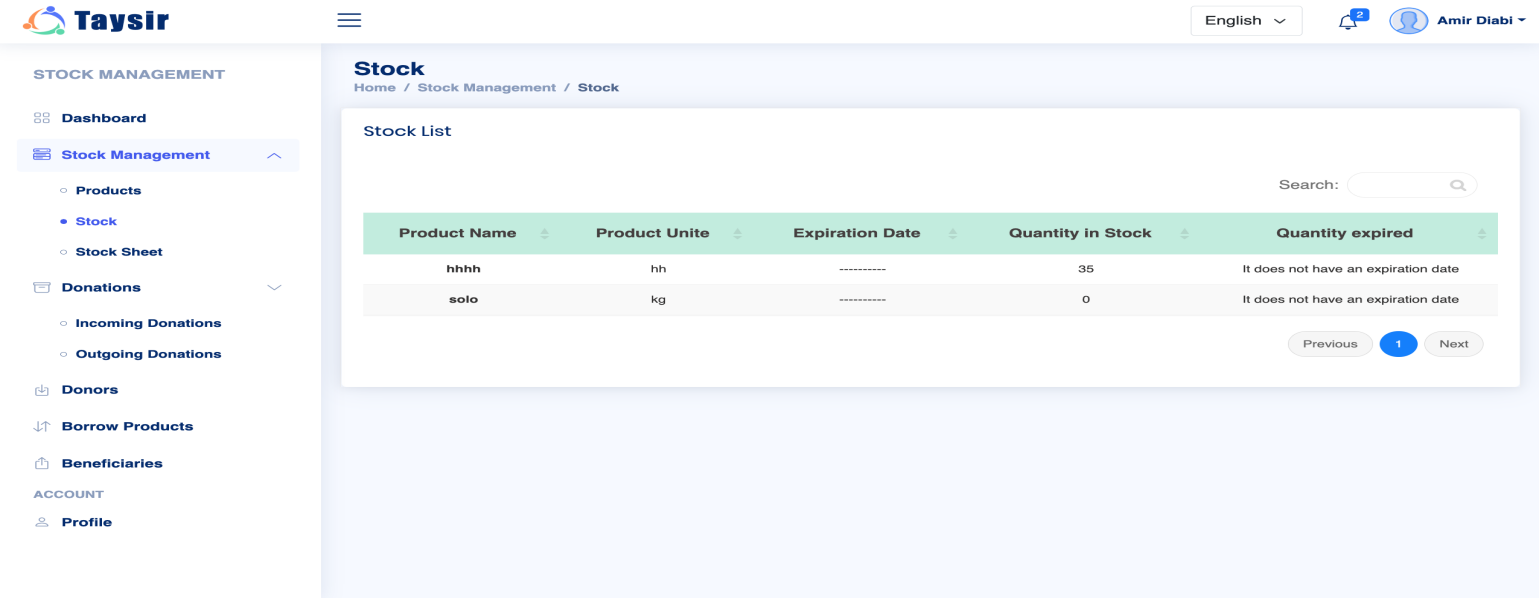 Taysir
English
2
Amir Diabi
STOCK MANAGEMENT
Dashboard
Stock Management
Products
Stock
Stock Sheet
Donations
Incoming Donations
Outgoing Donations
Donors
Borrow Products
Beneficiaries
ACCOUNT
Profile
Stock
Home / Stock Management / Stock
Stock List
Search:
Product Name Product Unite Expiration Date Quantity in Stock Quantity expired
hhhh hh ---------- 35 It does not have an expiration date
solo kg ---------- 0 It does not have an expiration date
Previous 1 Next